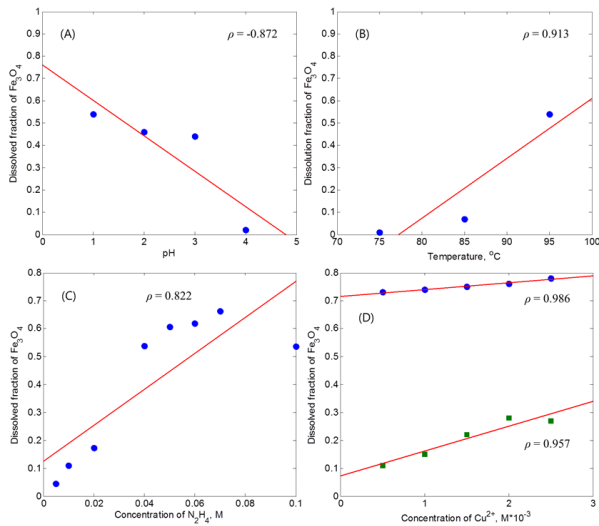 (A)
ρ = -0.872
Dissolved fraction of Fe3O4
1
0.9
0.8
0.7
0.6
0.5
0.4
0.3
0.2
0.1
0
0 1 2 3 4 5
pH
(B)
ρ = 0.913
Dissolution fraction of Fe3O4
1
0.9
0.8
0.7
0.6
0.5
0.4
0.3
0.2
0.1
0
70 75 80 85 90 95 100
Temperature, oC
(C)
ρ = 0.822
Dissolved fraction of Fe3O4
0.8
0.7
0.6
0.5
0.4
0.3
0.2
0.1
0
0 0.02 0.04 0.06 0.08 0.1
Concentration of N2H4, M
(D)
ρ = 0.986
ρ = 0.957
Dissolved fraction of Fe3O4
0.8
0.7
0.6
0.5
0.4
0.3
0.2
0.1
0
0 1 2 3
Concentration of Cu2+, M*10-3